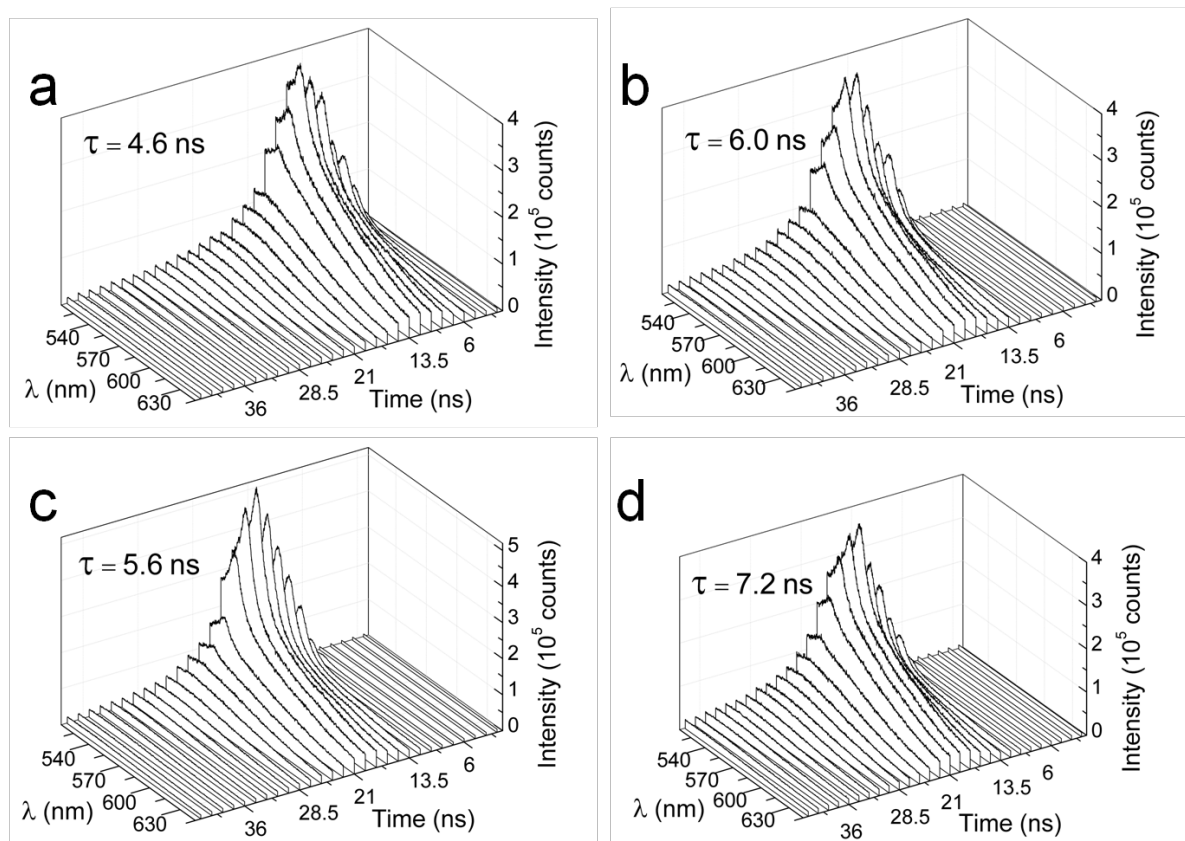 a
τ = 4.6 ns
4
3
2
1
0
Intensity (10⁵ counts)
540
570
600
630
λ (nm)
36
28.5
21
13.5
6
Time (ns)
b
τ = 6.0 ns
4
3
2
1
0
Intensity (10⁵ counts)
540
570
600
630
λ (nm)
36
28.5
21
13.5
6
Time (ns)
c
τ = 5.6 ns
5
4
3
2
1
0
Intensity (10⁵ counts)
540
570
600
630
λ (nm)
36
28.5
21
13.5
6
Time (ns)
d
τ = 7.2 ns
4
3
2
1
0
Intensity (10⁵ counts)
540
570
600
630
λ (nm)
36
28.5
21
13.5
6
Time (ns)